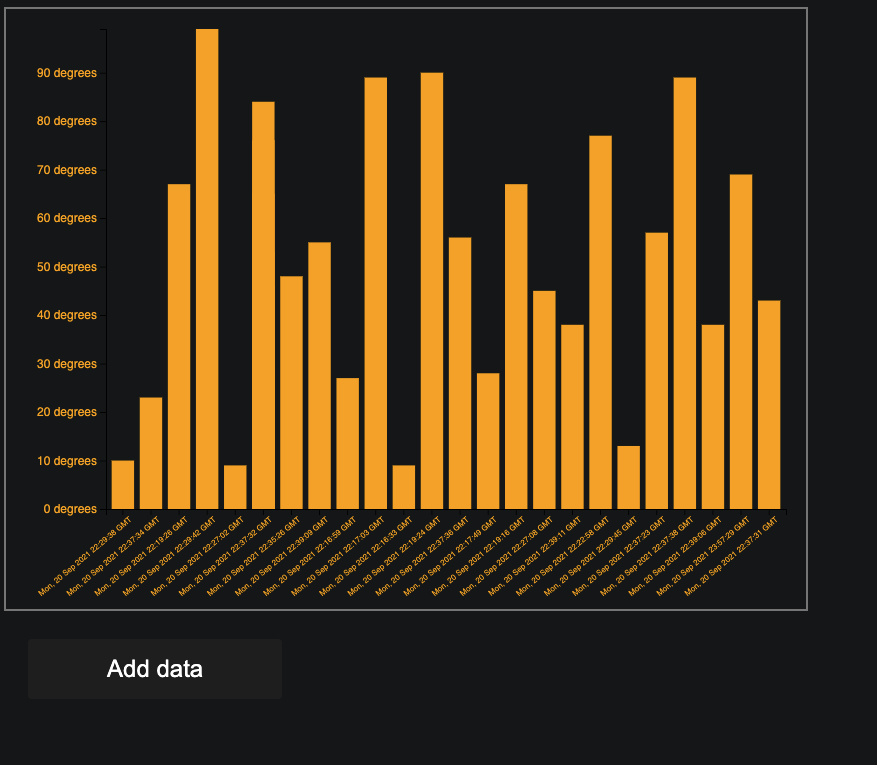 90 degrees
80 degrees
70 degrees
60 degrees
50 degrees
40 degrees
30 degrees
20 degrees
10 degrees
0 degrees
Mon, 20 Sep 2021 22:29:38 GMT
Mon, 20 Sep 2021 22:37:34 GMT
Mon, 20 Sep 2021 22:19:26 GMT
Mon, 20 Sep 2021 22:29:42 GMT
Mon, 20 Sep 2021 22:27:02 GMT
Mon, 20 Sep 2021 22:37:32 GMT
Mon, 20 Sep 2021 22:35:26 GMT
Mon, 20 Sep 2021 22:39:09 GMT
Mon, 20 Sep 2021 22:16:59 GMT
Mon, 20 Sep 2021 22:17:03 GMT
Mon, 20 Sep 2021 22:16:33 GMT
Mon, 20 Sep 2021 22:19:24 GMT
Mon, 20 Sep 2021 22:37:36 GMT
Mon, 20 Sep 2021 22:17:49 GMT
Mon, 20 Sep 2021 22:19:16 GMT
Mon, 20 Sep 2021 22:27:08 GMT
Mon, 20 Sep 2021 22:39:11 GMT
Mon, 20 Sep 2021 22:22:58 GMT
Mon, 20 Sep 2021 22:29:45 GMT
Mon, 20 Sep 2021 22:37:23 GMT
Mon, 20 Sep 2021 22:37:38 GMT
Mon, 20 Sep 2021 22:39:06 GMT
Mon, 20 Sep 2021 23:57:29 GMT
Mon, 20 Sep 2021 22:37:31 GMT
Add data